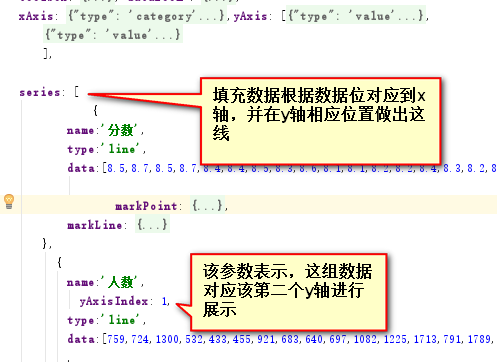 xAxis: {"type": 'category'...},yAxis: [{"type": 'value'...},
{"type": 'value'...}
],
series: [
{
name:'分数',
type:'line',
data:[8.5,8.7,8.5,8.7,8.4,8.4,8.5,8.3,8.6,8.1,8.1,8.2,8.2,8.4,8.3,8.2,8
markPoint: {...},
markLine: {...}
},
{
name:'人数',
yAxisIndex: 1,
type:'line',
data:[759,724,1300,532,433,455,921,683,640,697,1082,1225,1713,791,1789,
填充数据根据数据位对应到x
轴，并在y轴相应位置做出这
线
该参数表示，这组数据
对应该第二个y轴进行
展示